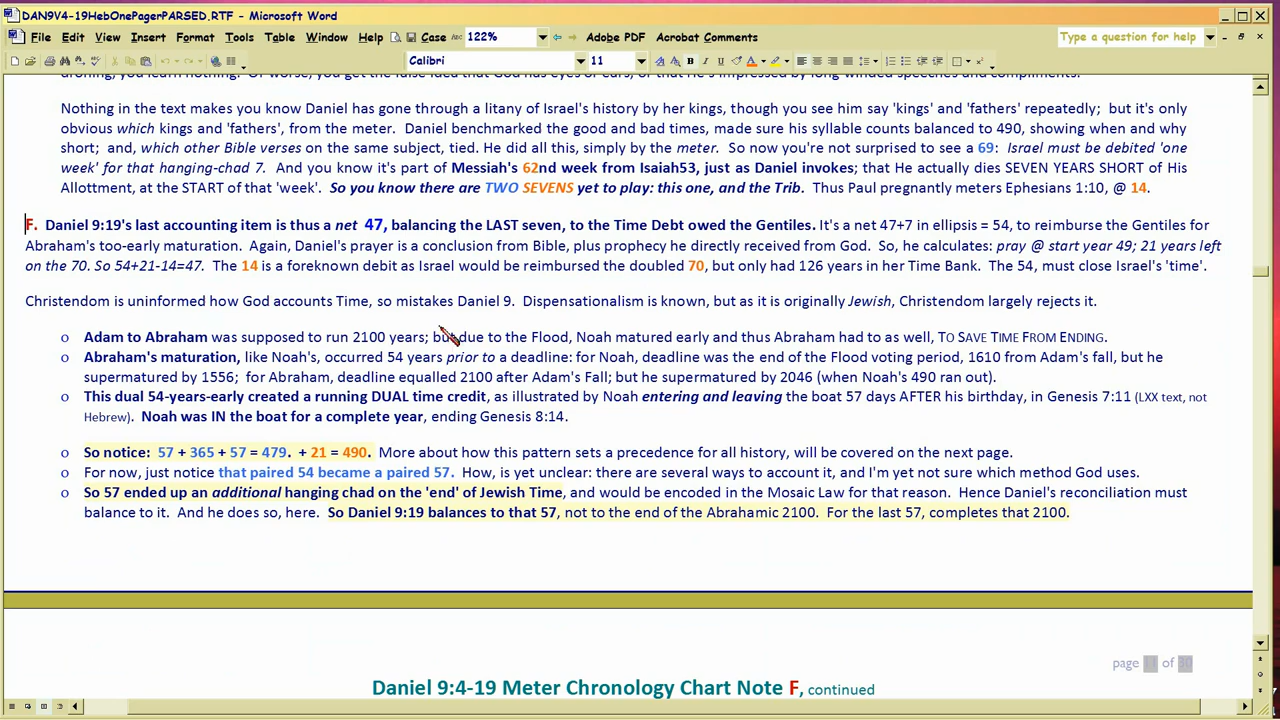 DAN9V4-19HebOnePagerPARSED.RTF - Microsoft Word
File Edit View Insert Format Tools Table Window Help Case 122% Adobe PDF Acrobat Comments Type a question for help
Calibri 11
Nothing in the text makes you know Daniel has gone through a litany of Israel's history by her kings, though you see him say 'kings' and 'fathers' repeatedly; but it's only
obvious which kings and 'fathers', from the meter. Daniel benchmarked the good and bad times, made sure his syllable counts balanced to 490, showing when and why
short; and, which other Bible verses on the same subject, tied. He did all this, simply by the meter. So now you're not surprised to see a 69: Israel must be debited 'one
week' for that hanging-chad 7. And you know it's part of Messiah's 62nd week from Isaiah53, just as Daniel invokes; that He actually dies SEVEN YEARS SHORT of His
Allottment, at the START of that 'week'. So you know there are TWO SEVENS yet to play: this one, and the Trib. Thus Paul pregnantly meters Ephesians 1:10, @ 14.
F. Daniel 9:19's last accounting item is thus a net 47, balancing the LAST seven, to the Time Debt owed the Gentiles. It's a net 47+7 in ellipsis = 54, to reimburse the Gentiles for
Abraham's too-early maturation. Again, Daniel's prayer is a conclusion from Bible, plus prophecy he directly received from God. So, he calculates: pray @ start year 49; 21 years left
on the 70. So 54+21-14=47. The 14 is a foreknown debit as Israel would be reimbursed the doubled 70, but only had 126 years in her Time Bank. The 54, must close Israel's 'time'.
Christendom is uninformed how God accounts Time, so mistakes Daniel 9. Dispensationalism is known, but as it is originally Jewish, Christendom largely rejects it.
o Adam to Abraham was supposed to run 2100 years; but due to the Flood, Noah matured early and thus Abraham had to as well, TO SAVE TIME FROM ENDING.
o Abraham's maturation, like Noah's, occurred 54 years prior to a deadline: for Noah, deadline was the end of the Flood voting period, 1610 from Adam's fall, but he
supermatured by 1556; for Abraham, deadline equalled 2100 after Adam's Fall; but he supermatured by 2046 (when Noah's 490 ran out).
o This dual 54-years-early created a running DUAL time credit, as illustrated by Noah entering and leaving the boat 57 days AFTER his birthday, in Genesis 7:11 (LXX text, not
Hebrew). Noah was IN the boat for a complete year, ending Genesis 8:14.
o So notice: 57 + 365 + 57 = 479. + 21 = 490. More about how this pattern sets a precedence for all history, will be covered on the next page.
o For now, just notice that paired 54 became a paired 57. How, is yet unclear: there are several ways to account it, and I'm yet not sure which method God uses.
o So 57 ended up an additional hanging chad on the 'end' of Jewish Time, and would be encoded in the Mosaic Law for that reason. Hence Daniel's reconciliation must
balance to it. And he does so, here. So Daniel 9:19 balances to that 57, not to the end of the Abrahamic 2100. For the last 57, completes that 2100.
page 11 of 30
Daniel 9:4-19 Meter Chronology Chart Note F, continued